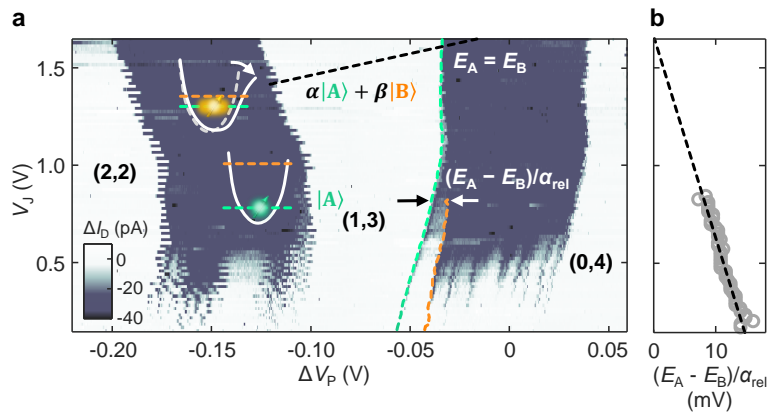 a
b
1.5
1.0
0.5
V_J (V)
E_A = E_B
α|A⟩ + β|B⟩
(2,2)
|A⟩
(E_A − E_B)/α_rel
(1,3)
(0,4)
ΔI_D (pA)
0
-20
-40
-0.20
-0.15
-0.10
-0.05
0
0.05
ΔV_P (V)
0
10
(E_A - E_B)/α_rel
(mV)